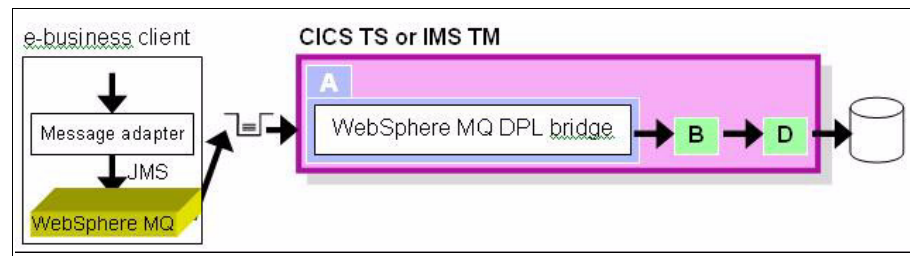 e-business client
CICS TS or IMS TM
A
Message adapter
WebSphere MQ DPL bridge
B
D
JMS
WebSphere MQ